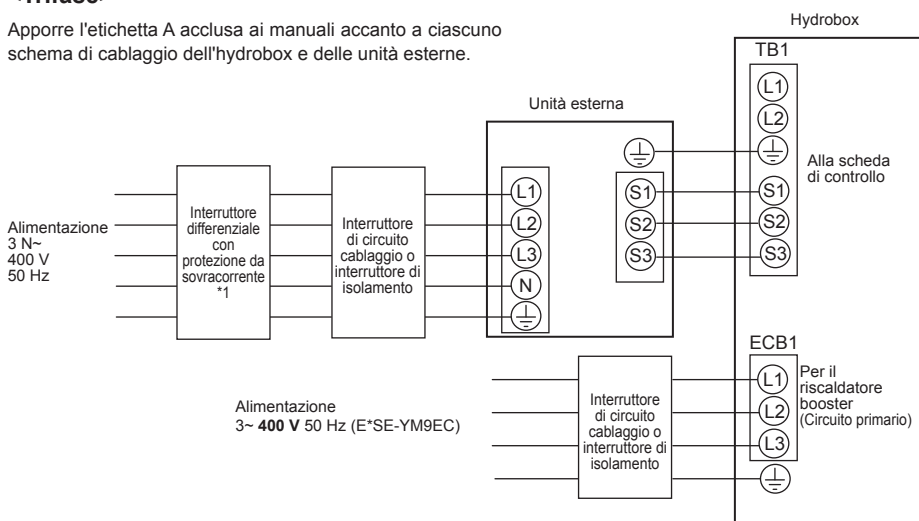 <Trifase>
Apporre l'etichetta A acclusa ai manuali accanto a ciascuno
schema di cablaggio dell'hydrobox e delle unità esterne.
Hydrobox
TB1
L1
L2
Alla scheda
di controllo
S1
S2
S3
Unità esterna
L1
L2
L3
N
S1
S2
S3
Alimentazione
3 N~
400 V
50 Hz
Interruttore
differenziale
con
protezione da
sovracorrente
*1
Interruttore
di circuito
cablaggio o
interruttore di
isolamento
ECB1
L1
L2
L3
Per il
riscaldatore
booster
(Circuito primario)
Alimentazione
3~ 400 V 50 Hz (E*SE-YM9EC)
Interruttore
di circuito
cablaggio o
interruttore di
isolamento